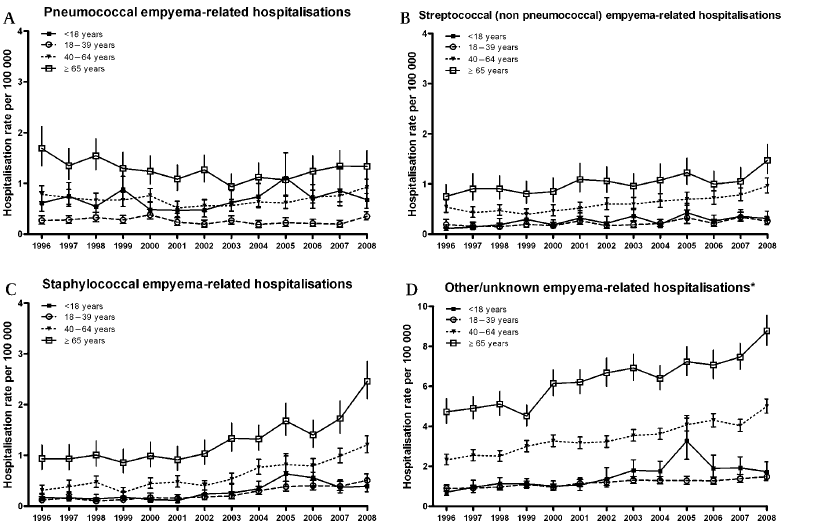 A
Pneumococcal empyema-related hospitalisations
<18 years
18−39 years
40−64 years
≥ 65 years
Hospitalisation rate per 100 000
4
3
2
1
0
1996 1997 1998 1999 2000 2001 2002 2003 2004 2005 2006 2007 2008
B
Streptococcal (non pneumococcal) empyema-related hospitalisations
<18 years
18−39 years
40−64 years
≥ 65 years
Hospitalisation rate per 100 000
4
3
2
1
0
1996 1997 1998 1999 2000 2001 2002 2003 2004 2005 2006 2007 2008
C
Staphylococcal empyema-related hospitalisations
<18 years
18−39 years
40−64 years
≥ 65 years
Hospitalisation rate per 100 000
4
3
2
1
0
1996 1997 1998 1999 2000 2001 2002 2003 2004 2005 2006 2007 2008
D
Other/unknown empyema-related hospitalisations*
<18 years
18−39 years
40−64 years
≥ 65 years
Hospitalisation rate per 100 000
10
8
6
4
2
0
1996 1997 1998 1999 2000 2001 2002 2003 2004 2005 2006 2007 2008